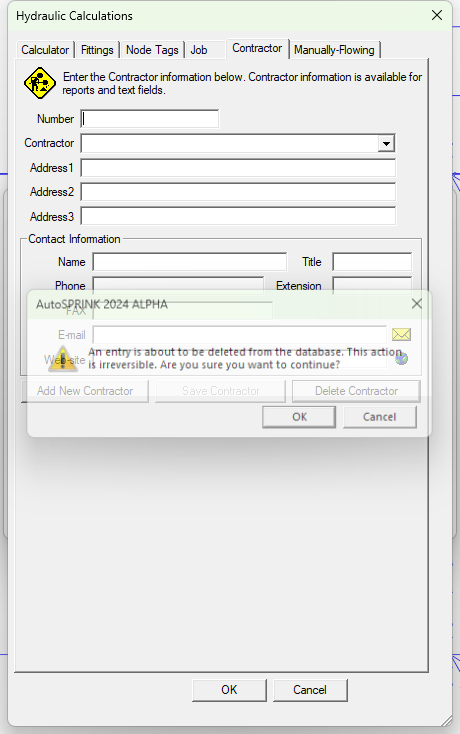 Hydraulic Calculations
Calculator Fittings Node Tags Job Contractor Manually-Flowing
Enter the Contractor information below. Contractor information is available for
reports and text fields.
Number
Contractor
Address1
Address2
Address3
Contact Information
Name Title
Phone Extension
AutoSPRINK 2024 ALPHA
FAX
E-mail
An entry is about to be deleted from the database. This action
Web site
is irreversible. Are you sure you want to continue?
Add New Contractor Save Contractor Delete Contractor
OK Cancel
OK Cancel